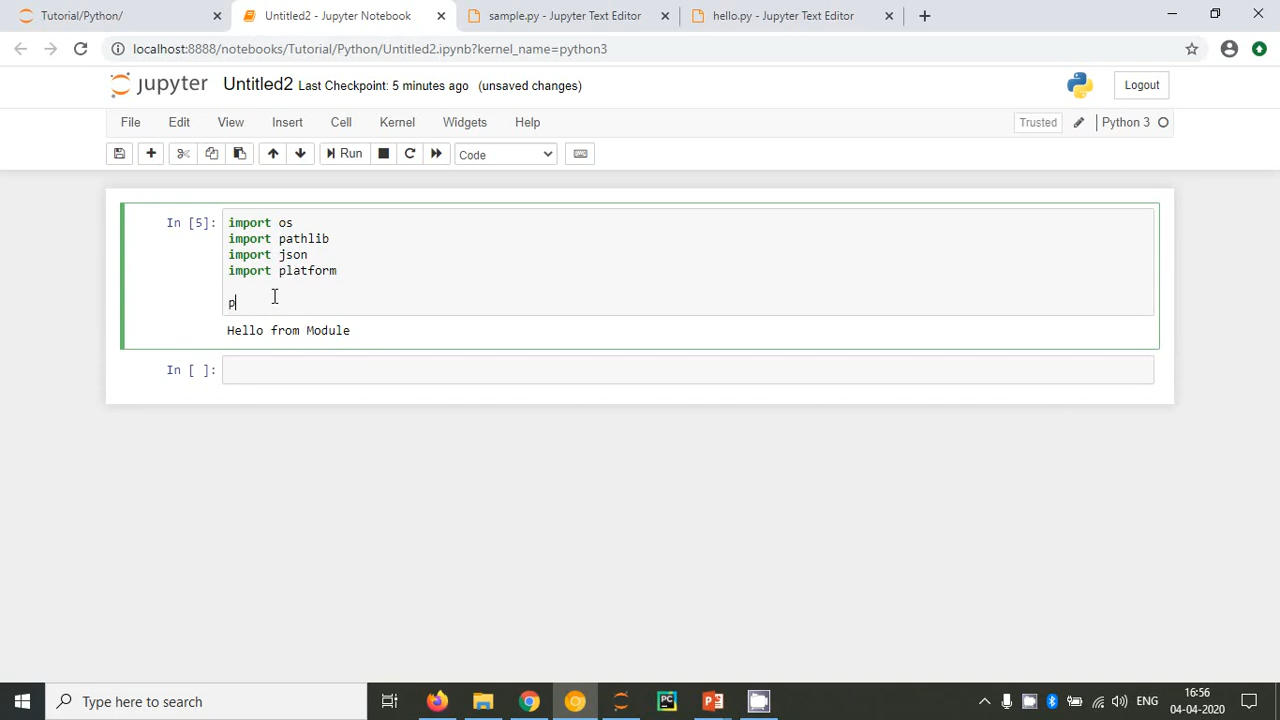 Tutorial/Python/
Untitled2 - Jupyter Notebook
sample.py - Jupyter Text Editor
hello.py - Jupyter Text Editor
localhost:8888/notebooks/Tutorial/Python/Untitled2.ipynb?kernel_name=python3
jupyter Untitled2 Last Checkpoint: 5 minutes ago (unsaved changes)
Logout
File Edit View Insert Cell Kernel Widgets Help
Trusted Python 3
Run Code
In [5]: import os
import pathlib
import json
import platform
p
Hello from Module
In [ ]:
Type here to search
ENG
16:56
04-04-2020